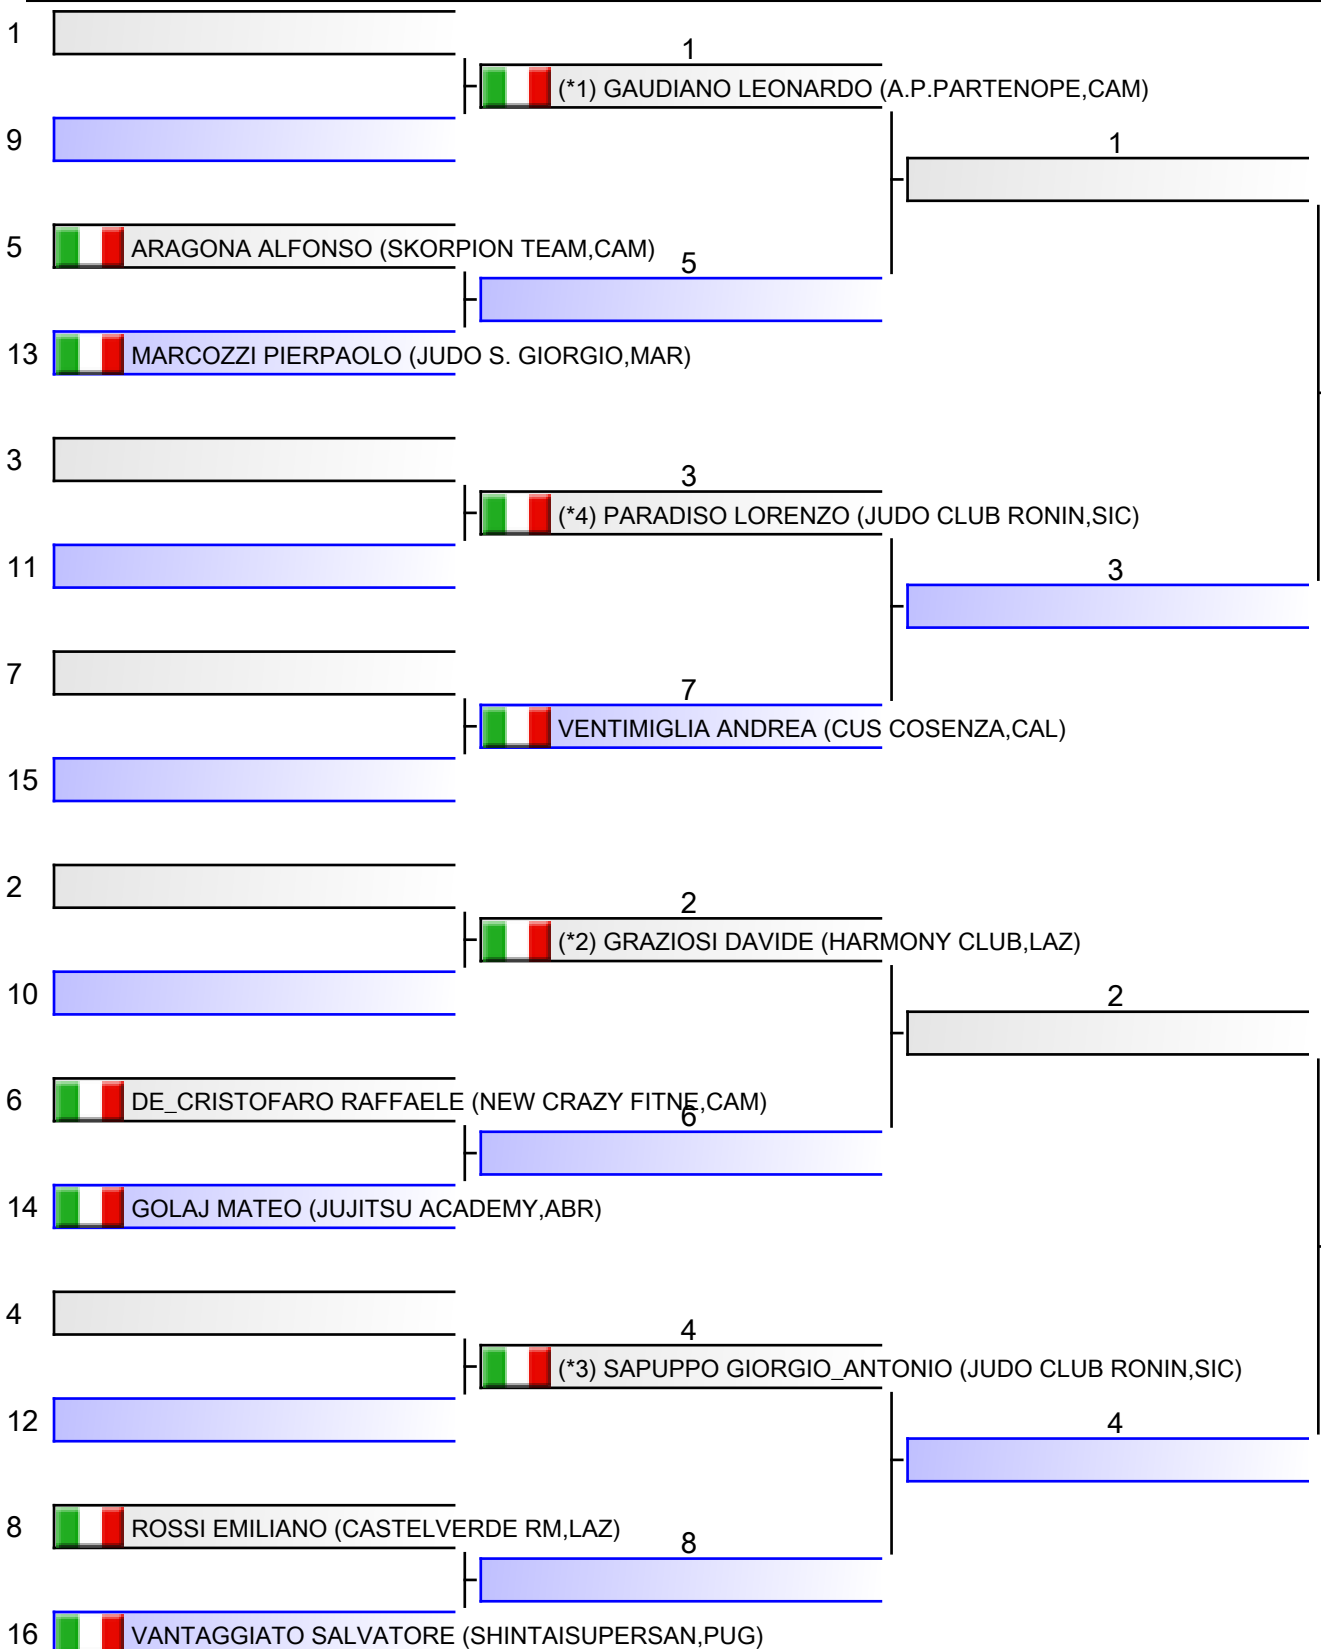 1
1
(*1) GAUDIANO LEONARDO (A.P.PARTENOPE,CAM)
9
1
5
ARAGONA ALFONSO (SKORPION TEAM,CAM)
5
13
MARCOZZI PIERPAOLO (JUDO S. GIORGIO,MAR)
3
3
(*4) PARADISO LORENZO (JUDO CLUB RONIN,SIC)
11
3
7
7
VENTIMIGLIA ANDREA (CUS COSENZA,CAL)
15
2
2
(*2) GRAZIOSI DAVIDE (HARMONY CLUB,LAZ)
10
2
6
DE_CRISTOFARO RAFFAELE (NEW CRAZY FITNE,CAM)
6
14
GOLAJ MATEO (JUJITSU ACADEMY,ABR)
4
4
(*3) SAPUPPO GIORGIO_ANTONIO (JUDO CLUB RONIN,SIC)
12
4
8
ROSSI EMILIANO (CASTELVERDE RM,LAZ)
8
16
VANTAGGIATO SALVATORE (SHINTAISUPERSAN,PUG)